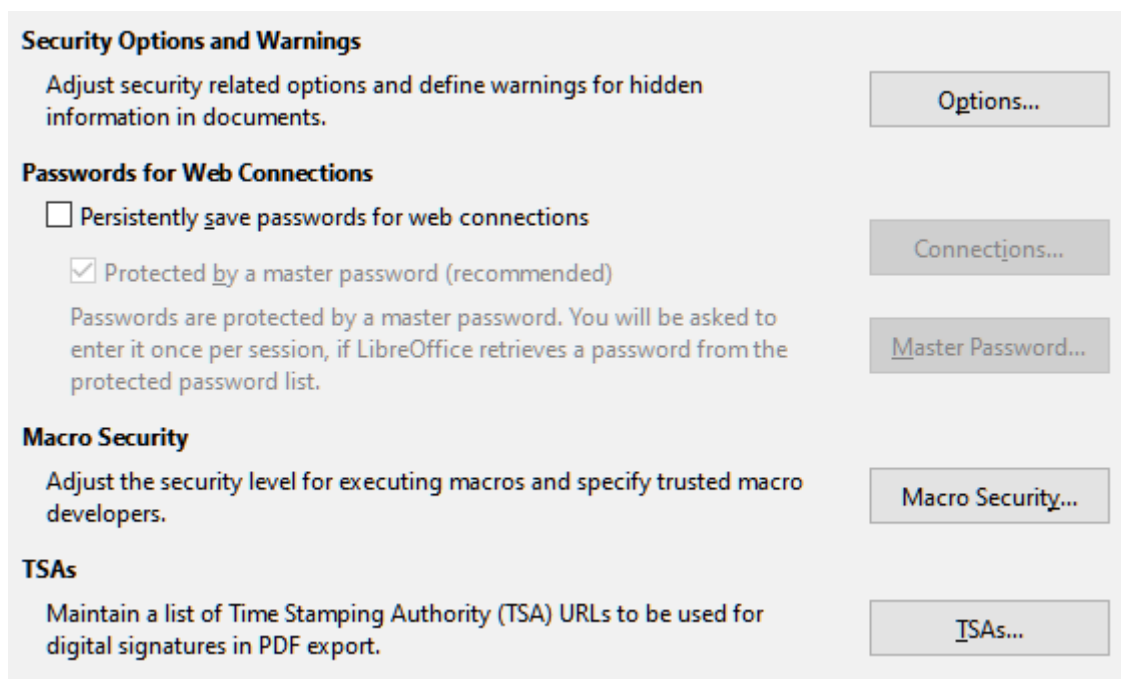 Security Options and Warnings
Adjust security related options and define warnings for hidden
information in documents.
Options...
Passwords for Web Connections
Persistently save passwords for web connections
Connections...
Protected by a master password (recommended)
Passwords are protected by a master password. You will be asked to
enter it once per session, if LibreOffice retrieves a password from the
protected password list.
Master Password...
Macro Security
Adjust the security level for executing macros and specify trusted macro
developers.
Macro Security...
TSAs
Maintain a list of Time Stamping Authority (TSA) URLs to be used for
digital signatures in PDF export.
TSAs...